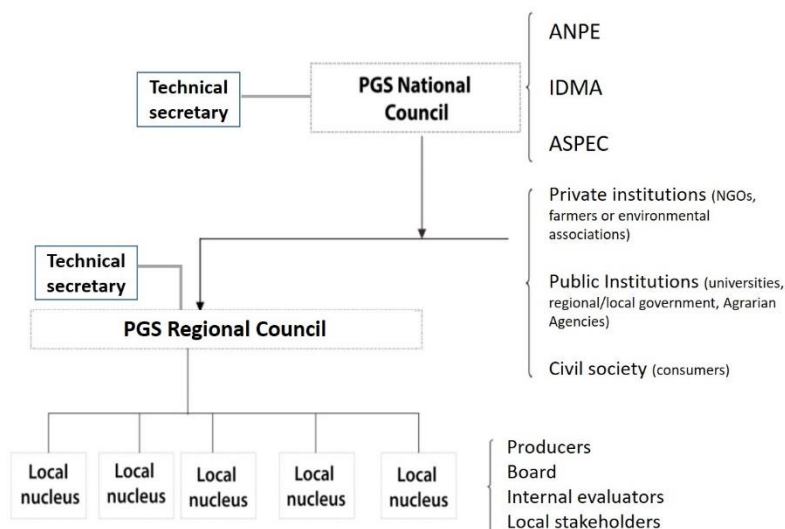 ANPE
Technical
secretary
PGS National
Council
IDMA
ASPEC
Private institutions (NGOs,
farmers or environmental
associations)
Technical
secretary
Public Institutions (universities,
regional/local government, Agrarian
Agencies)
PGS Regional Council
Civil society (consumers)
Local
nucleus
Local
nucleus
Local
nucleus
Local
nucleus
Local
nucleus
Producers
Board
Internal evaluators
Local stakeholders